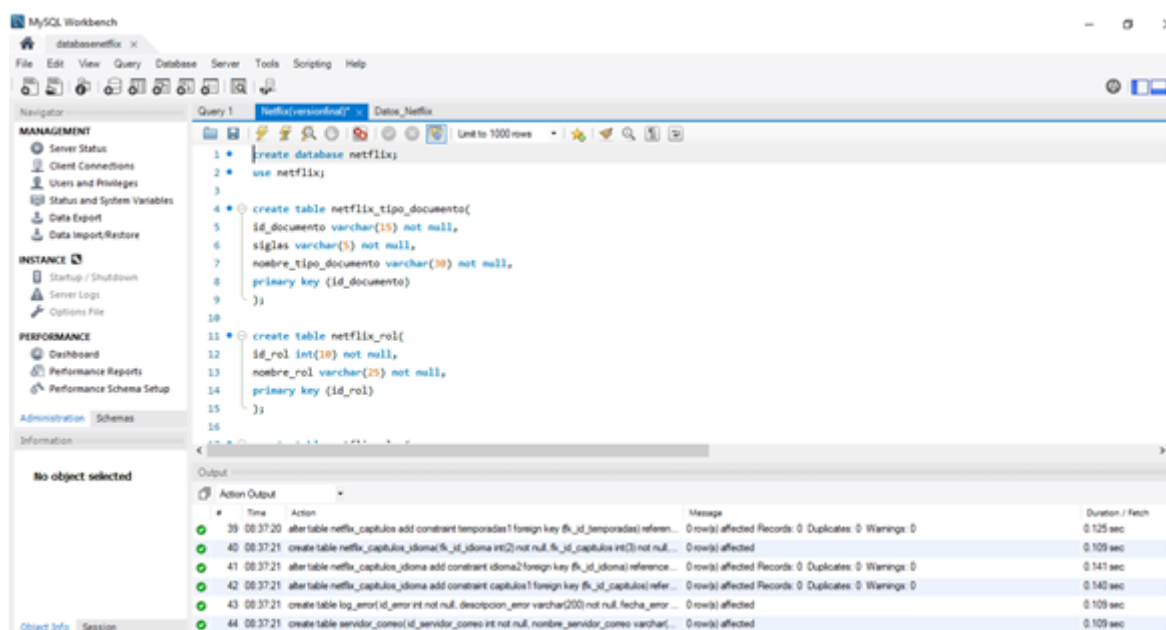 MySQL Workbench
databasenetflix
File Edit View Query Database Server Tools Scripting Help
Navigator
MANAGEMENT
Server Status
Client Connections
Users and Privileges
Status and System Variables
Data Export
Data Import/Restore
INSTANCE
Startup / Shutdown
Server Logs
Options File
PERFORMANCE
Dashboard
Performance Reports
Performance Schema Setup
Administration Schemas
Information
No object selected
Object Info Session
Query 1 Netflix(versionfinal)* Datos_Netflix
Limit to 1000 rows
1 create database netflix;
2 use netflix;
3
4 create table netflix_tipo_documento(
5 id_documento varchar(15) not null,
6 siglas varchar(5) not null,
7 nombre_tipo_documento varchar(30) not null,
8 primary key (id_documento)
9 );
10
11 create table netflix_rol(
12 id_rol int(10) not null,
13 nombre_rol varchar(25) not null,
14 primary key (id_rol)
15 );
16
Output
Action Output
# Time Action Message Duration / Fetch
39 08:37:20 alter table netflix_capitulos add constraint temporadas1 foreign key (fk_id_temporadas) referen... 0 row(s) affected Records: 0 Duplicates: 0 Warnings: 0 0.125 sec
40 08:37:21 create table netflix_capitulos_idioma( fk_id_idioma int(2) not null, fk_id_capitulos int(3) not null,... 0 row(s) affected 0.109 sec
41 08:37:21 alter table netflix_capitulos_idioma add constraint idioma2 foreign key (fk_id_idioma) reference... 0 row(s) affected Records: 0 Duplicates: 0 Warnings: 0 0.141 sec
42 08:37:21 alter table netflix_capitulos_idioma add constraint capitulos1 foreign key (fk_id_capitulos) refer... 0 row(s) affected Records: 0 Duplicates: 0 Warnings: 0 0.140 sec
43 08:37:21 create table log_error( id_error int not null, descripcion_error varchar(200) not null, fecha_error ... 0 row(s) affected 0.109 sec
44 08:37:21 create table servidor_correo( id_servidor_correo int not null, nombre_servidor_correo varchar(... 0 row(s) affected 0.109 sec